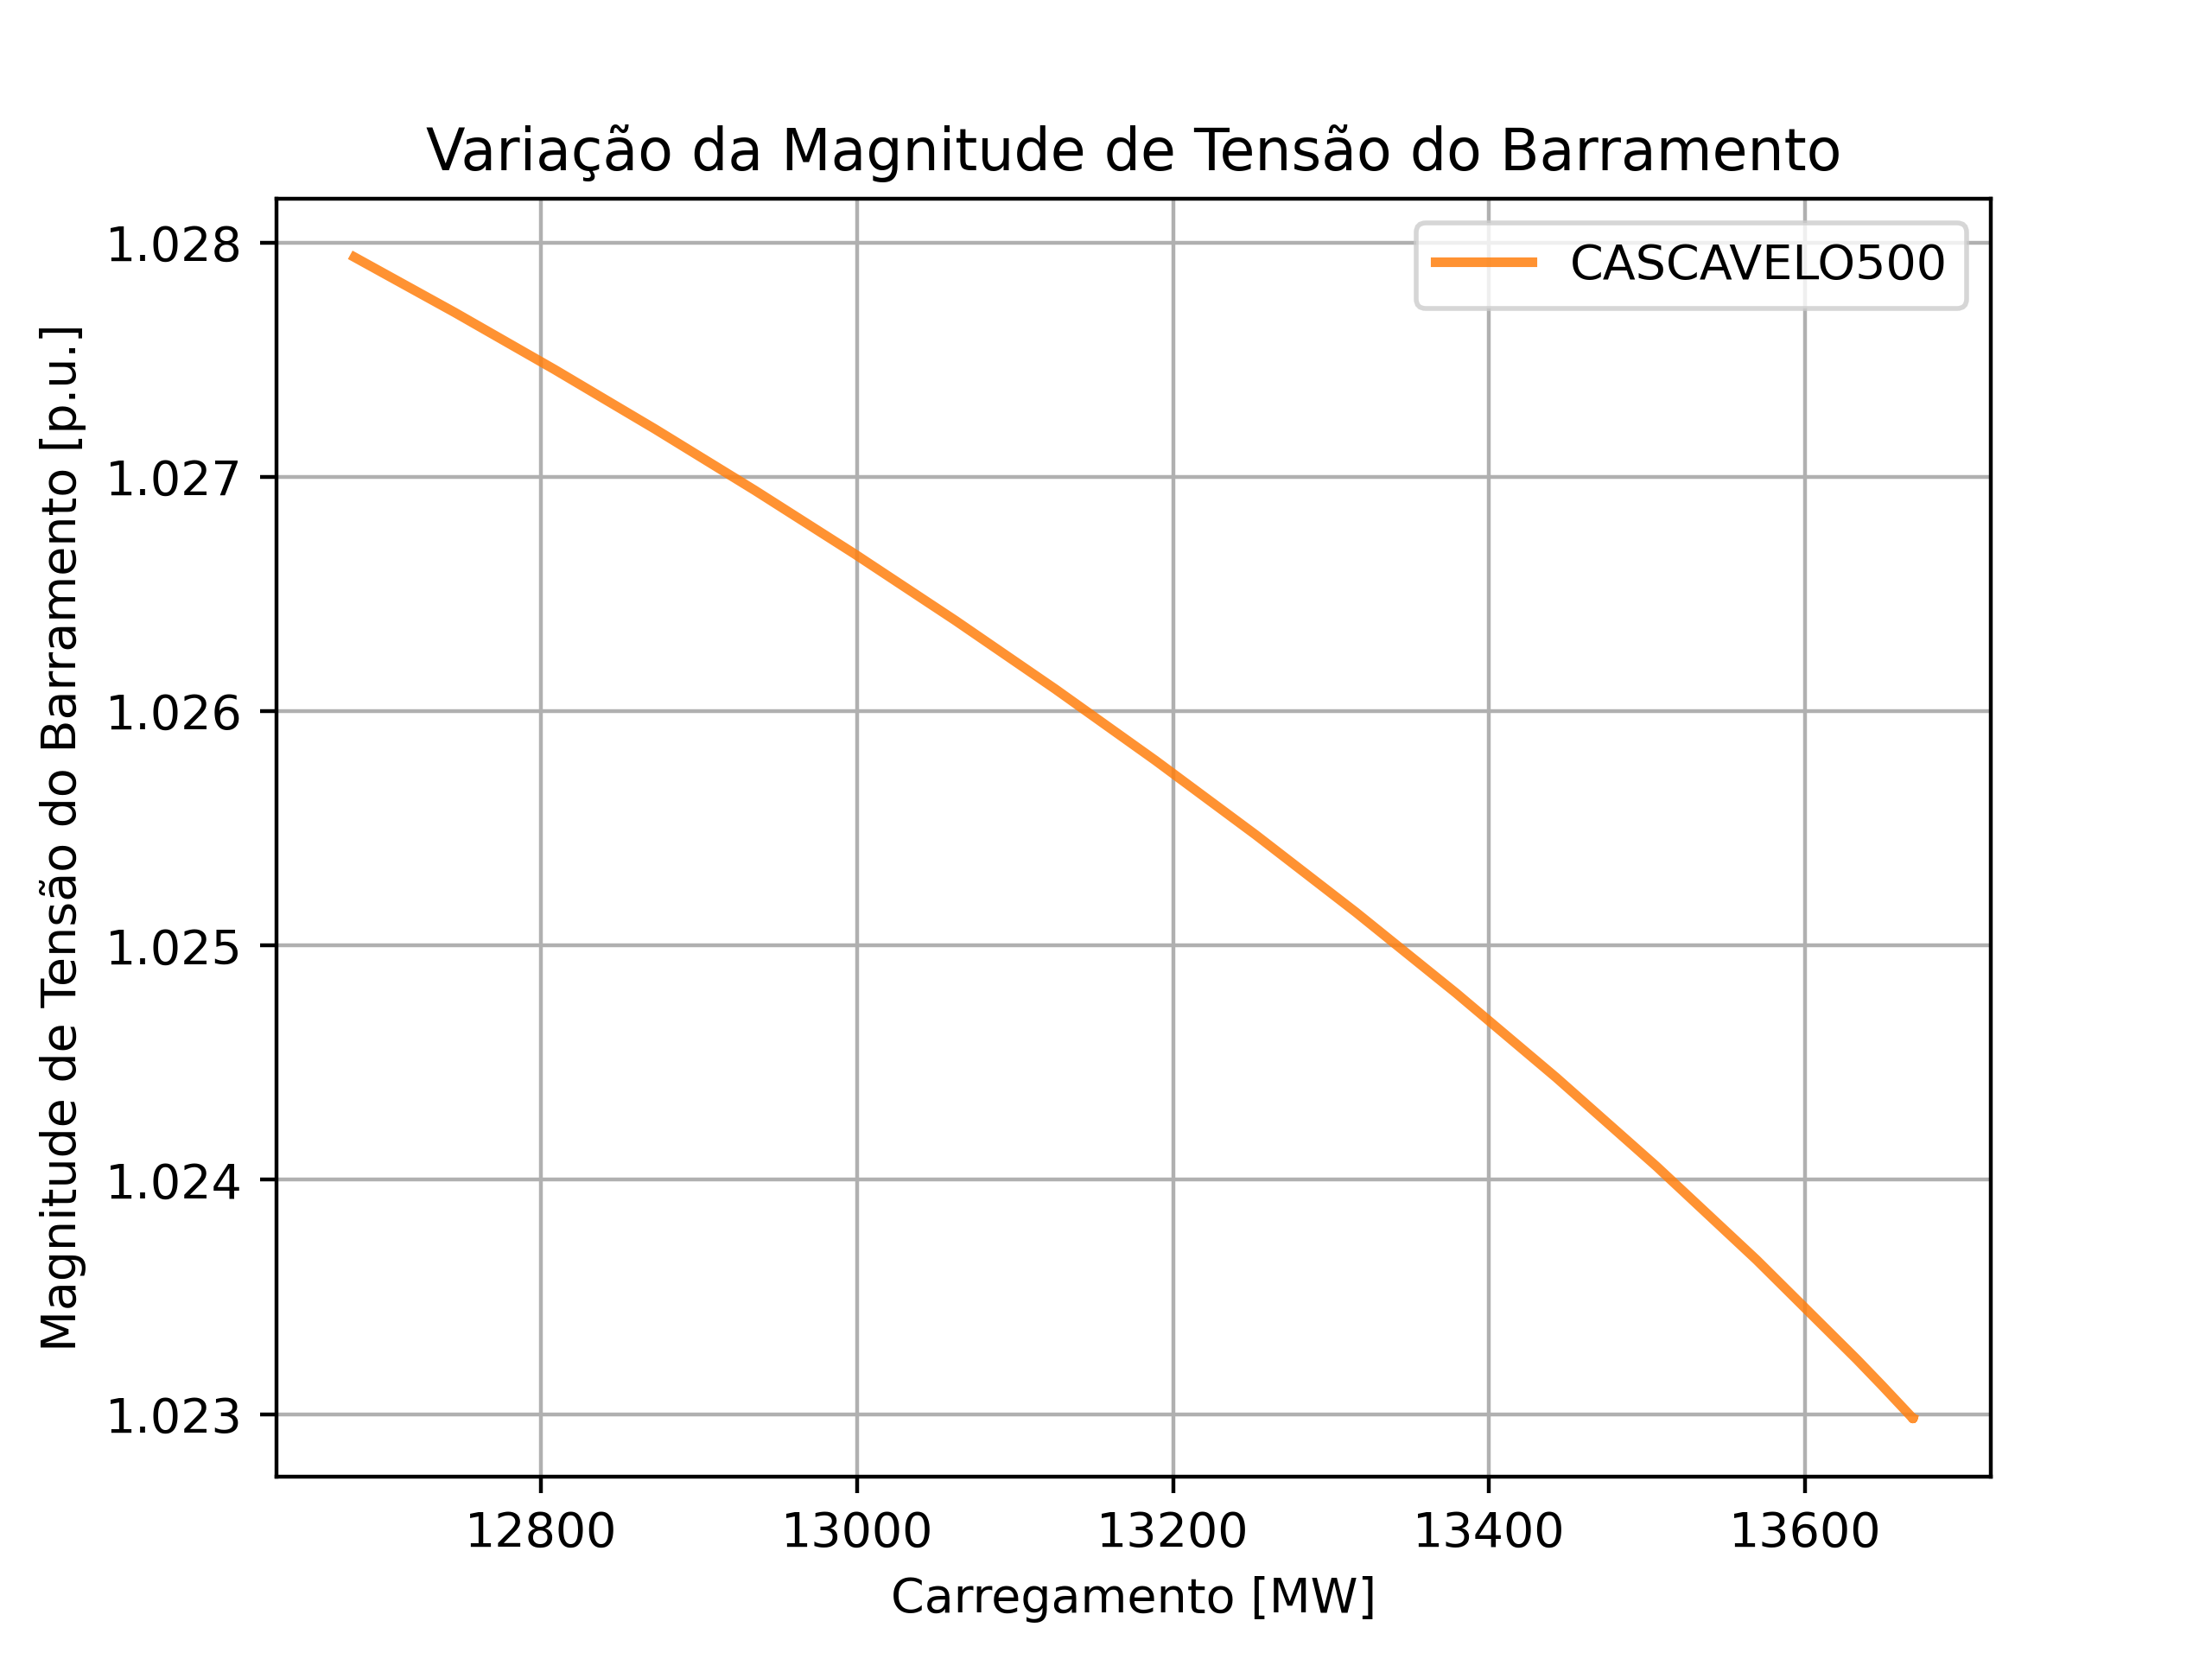 Variação da Magnitude de Tensão do Barramento
CASCAVELO500
Magnitude de Tensão do Barramento [p.u.]
1.028
1.027
1.026
1.025
1.024
1.023
12800 13000 13200 13400 13600
Carregamento [MW]